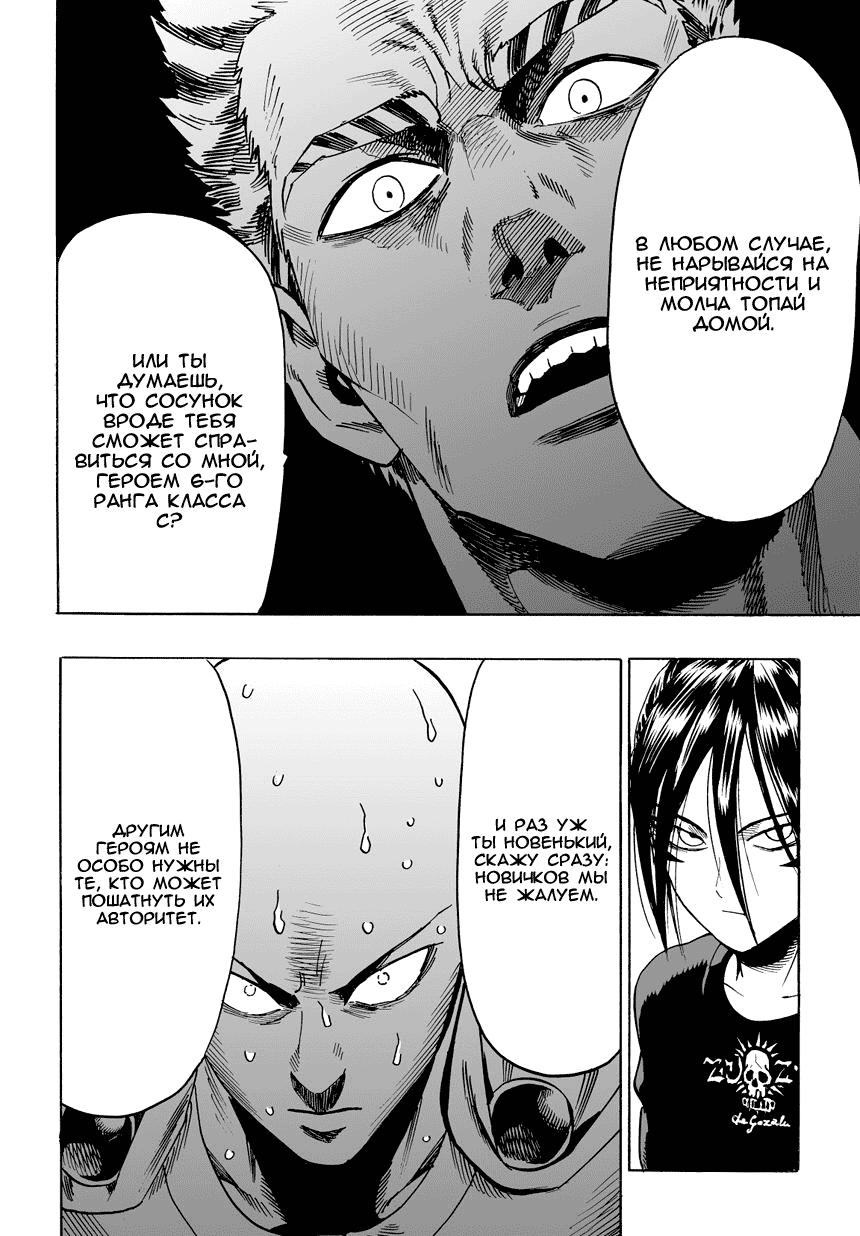 В ЛЮБОМ СЛУЧАЕ,
НЕ НАРЫВАЙСЯ НА
НЕПРИЯТНОСТИ И
МОЛЧА ТОПАЙ
ДОМОЙ.
ИЛИ ТЫ
ДУМАЕШЬ,
ЧТО СОСУНОК
ВРОДЕ ТЕБЯ
СМОЖЕТ СПРА-
ВИТЬСЯ СО МНОЙ,
ГЕРОЕМ 6-ГО
РАНГА КЛАССА
С?
И РАЗ УЖ
ТЫ НОВЕНЬКИЙ,
СКАЖУ СРАЗУ:
НОВИЧКОВ МЫ
НЕ ЖАЛУЕМ.
ДРУГИМ
ГЕРОЯМ НЕ
ОСОБО НУЖНЫ
ТЕ, КТО МОЖЕТ
ПОШАТНУТЬ ИХ
АВТОРИТЕТ.